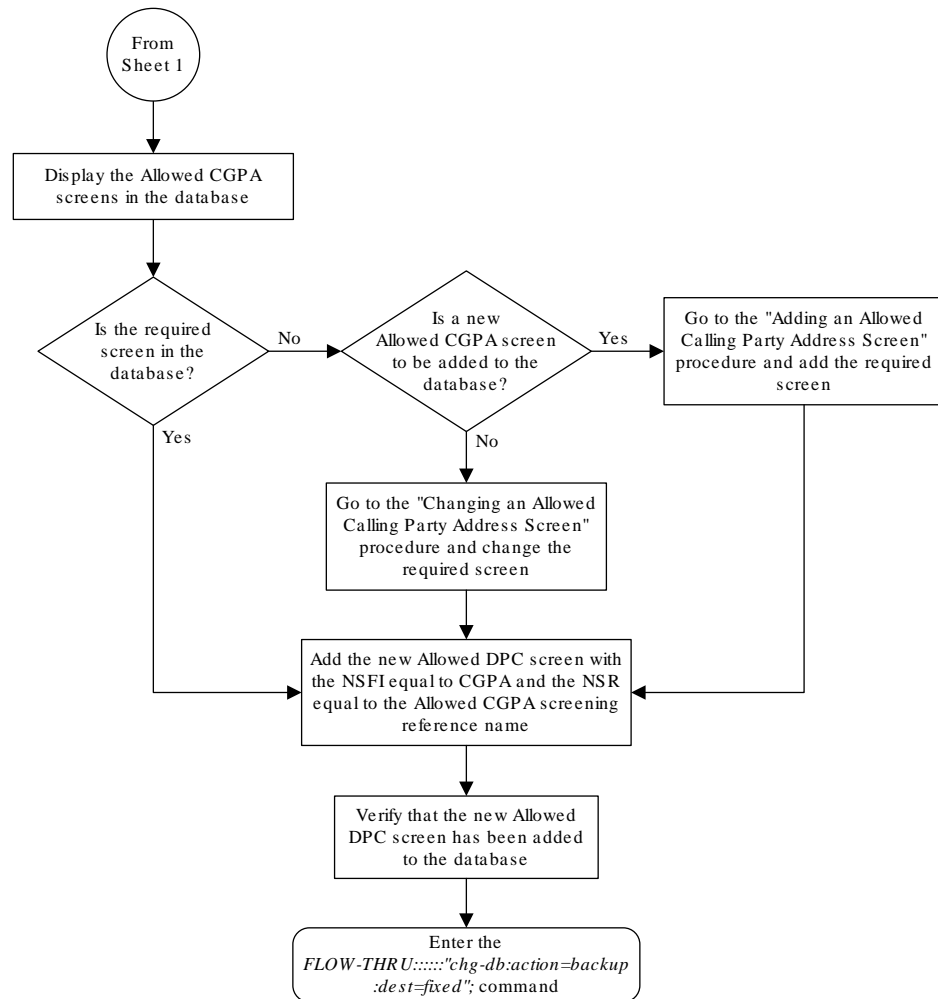 From
Sheet 1
Display the Allowed CGPA
screens in the database
Is the required
screen in the
database?
No
Is a new
Allowed CGPA screen
to be added to the
database?
Yes
Go to the "Adding an Allowed
Calling Party Address Screen"
procedure and add the required
screen
Yes
No
Go to the "Changing an Allowed
Calling Party Address Screen"
procedure and change the
required screen
Add the new Allowed DPC screen with
the NSFI equal to CGPA and the NSR
equal to the Allowed CGPA screening
reference name
Verify that the new Allowed
DPC screen has been added
to the database
Enter the
FLOW-THRU::::::"chg-db:action=backup
:dest=fixed"; command